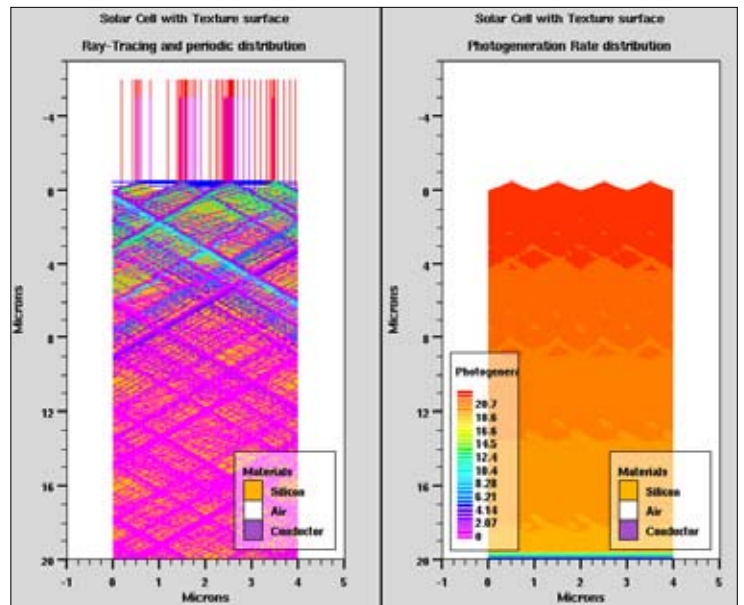 Solar Cell with Texture surface
Ray-Tracing and periodic distribution
Microns
-4
0
4
8
12
16
20
-1
0
1
2
3
4
5
Microns
Materials
Silicon
Air
Conductor
Solar Cell with Texture surface
Photogeneration Rate distribution
Microns
-4
0
4
8
12
16
20
-1
0
1
2
3
4
5
Microns
Photogenera
20.7
18.6
16.6
14.5
12.4
10.4
8.28
6.21
4.14
2.07
0
Materials
Silicon
Air
Conductor